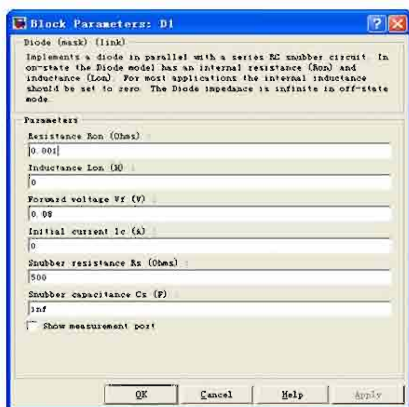 Block Parameters: D1
Diode (mask) (link)
Implements a diode in parallel with a series RC snubber circuit. In
on-state the Diode model has an internal resistance (Ron) and
inductance (Lon). For most applications the internal inductance
should be set to zero. The Diode impedance is infinite in off-state
mode.
Parameters
Resistance Ron (Ohms) :
0.001
Inductance Lon (H) :
0
Forward voltage Vf (V) :
0.08
Initial current Ic (A) :
0
Snubber resistance Rs (Ohms) :
500
Snubber capacitance Cs (F) :
inf
Show measurement port
OK Cancel Help Apply